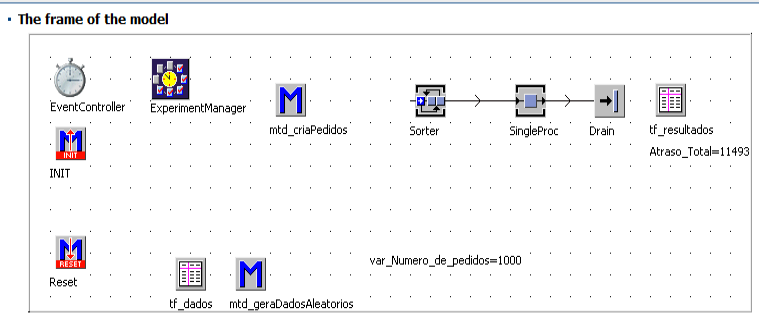 The frame of the model
EventController
ExperimentManager
mtd_criaPedidos
Sorter
SingleProc
Drain
tf_resultados
Atraso_Total=11493
INIT
INIT
RESET
Reset
tf_dados
mtd_geraDadosAleatorios
var_Numero_de_pedidos=1000